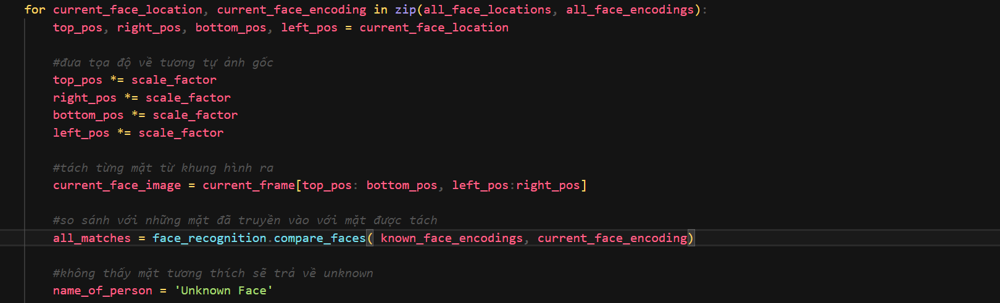 for current_face_location, current_face_encoding in zip(all_face_locations, all_face_encodings):
top_pos, right_pos, bottom_pos, left_pos = current_face_location
#đưa tọa độ về tương tự ảnh gốc
top_pos *= scale_factor
right_pos *= scale_factor
bottom_pos *= scale_factor
left_pos *= scale_factor
#tách từng mặt từ khung hình ra
current_face_image = current_frame[top_pos: bottom_pos, left_pos:right_pos]
#so sánh với những mặt đã truyền vào với mặt được tách
all_matches = face_recognition.compare_faces( known_face_encodings, current_face_encoding)
#không thấy mặt tương thích sẽ trả về unknown
name_of_person = 'Unknown Face'